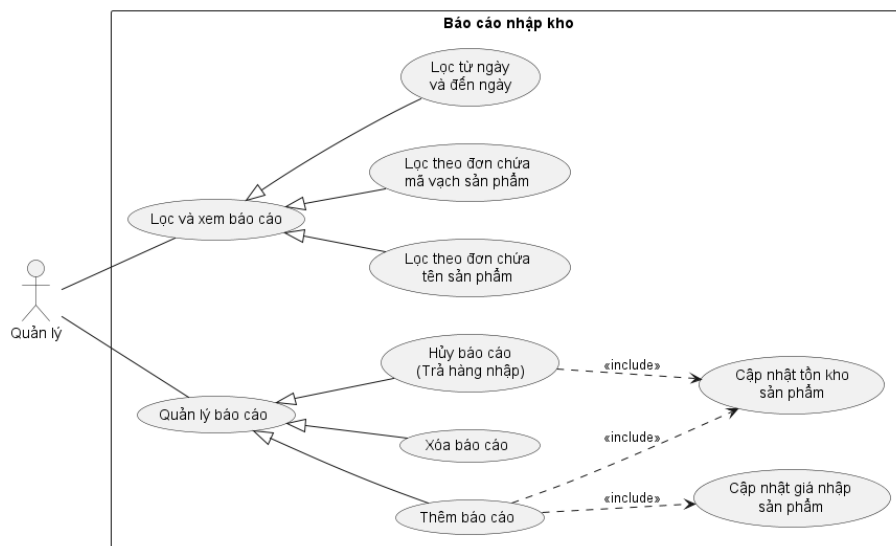 Báo cáo nhập kho
Lọc từ ngày
và đến ngày
Lọc theo đơn chứa
mã vạch sản phẩm
Lọc và xem báo cáo
Lọc theo đơn chứa
tên sản phẩm
Quản lý
Hủy báo cáo
(Trả hàng nhập)
«include»
Cập nhật tồn kho
sản phẩm
Quản lý báo cáo
«include»
Xóa báo cáo
Cập nhật giá nhập
sản phẩm
«include»
Thêm báo cáo